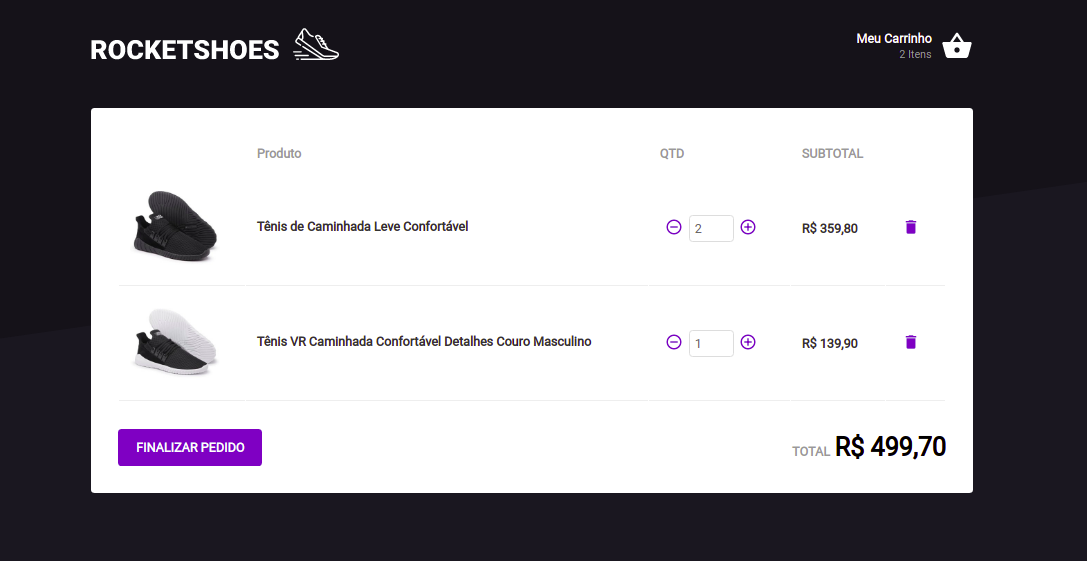 ROCKETSHOES
Meu Carrinho
2 Itens
Produto QTD SUBTOTAL
Tênis de Caminhada Leve Confortável 2 R$ 359,80
Tênis VR Caminhada Confortável Detalhes Couro Masculino 1 R$ 139,90
FINALIZAR PEDIDO TOTAL R$ 499,70